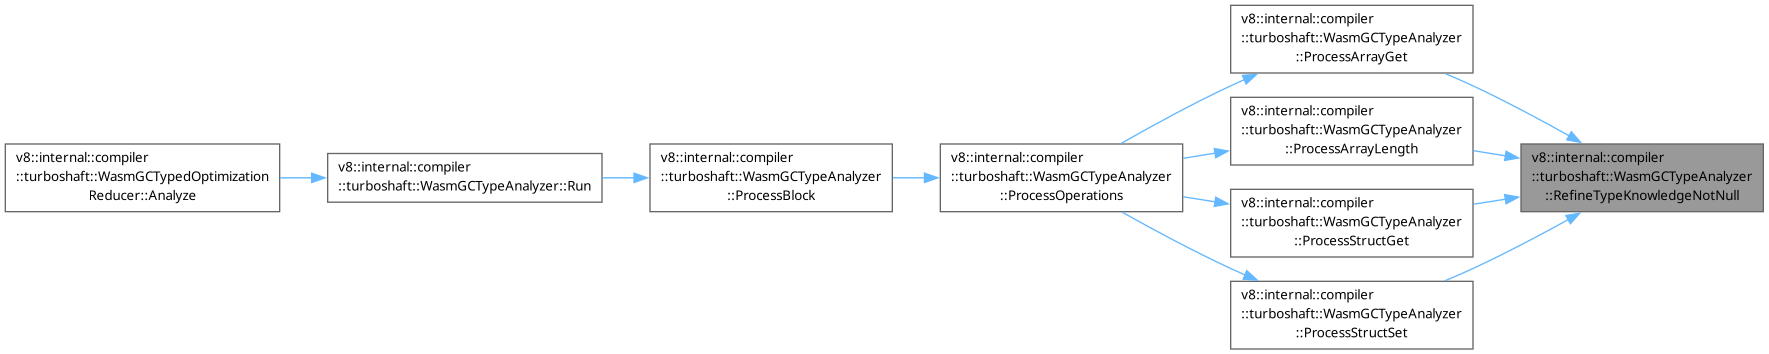 v8::internal::compiler
::turboshaft::WasmGCTypedOptimization
Reducer::Analyze
v8::internal::compiler
::turboshaft::WasmGCTypeAnalyzer::Run
v8::internal::compiler
::turboshaft::WasmGCTypeAnalyzer
::ProcessBlock
v8::internal::compiler
::turboshaft::WasmGCTypeAnalyzer
::ProcessOperations
v8::internal::compiler
::turboshaft::WasmGCTypeAnalyzer
::ProcessArrayGet
v8::internal::compiler
::turboshaft::WasmGCTypeAnalyzer
::ProcessArrayLength
v8::internal::compiler
::turboshaft::WasmGCTypeAnalyzer
::ProcessStructGet
v8::internal::compiler
::turboshaft::WasmGCTypeAnalyzer
::ProcessStructSet
v8::internal::compiler
::turboshaft::WasmGCTypeAnalyzer
::RefineTypeKnowledgeNotNull